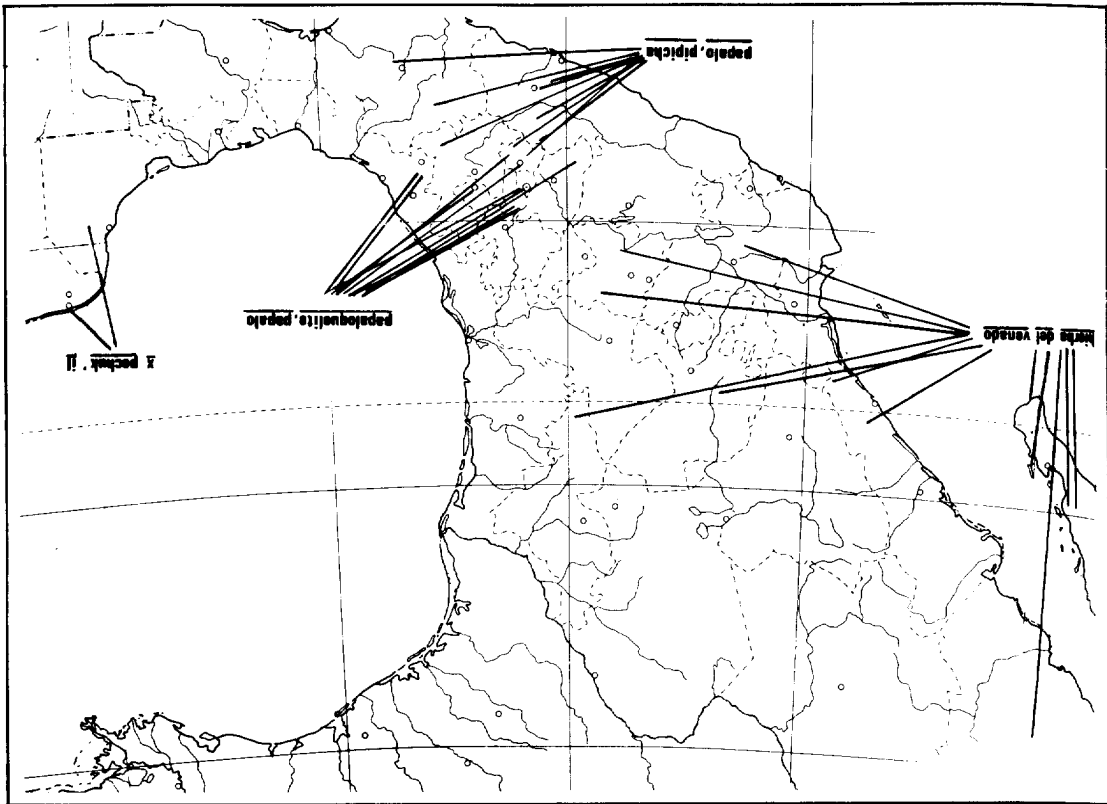 x pechuk' il
hierba del venado
papaloquelite, papalo
papalo, pipicha